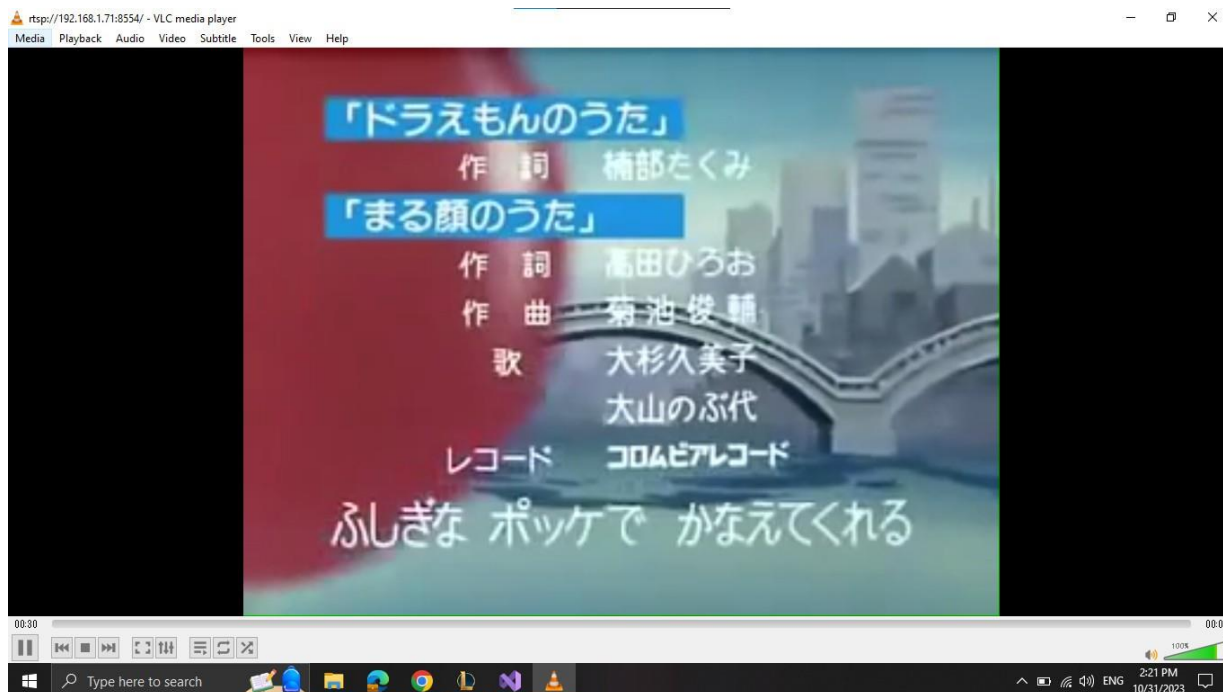 rtsp://192.168.1.71:8554/ - VLC media player
Media Playback Audio Video Subtitle Tools View Help
「ドラえもんのうた」
作 詞 楠部たくみ
「まる顔のうた」
作 詞 高田ひろお
作 曲 菊池俊輔
歌 大杉久美子
大山のぶ代
レコード コロムビアレコード
ふしぎな ポッケで かなえてくれる
00:30 00:0
100%
Type here to search
ENG
2:21 PM
10/31/2023